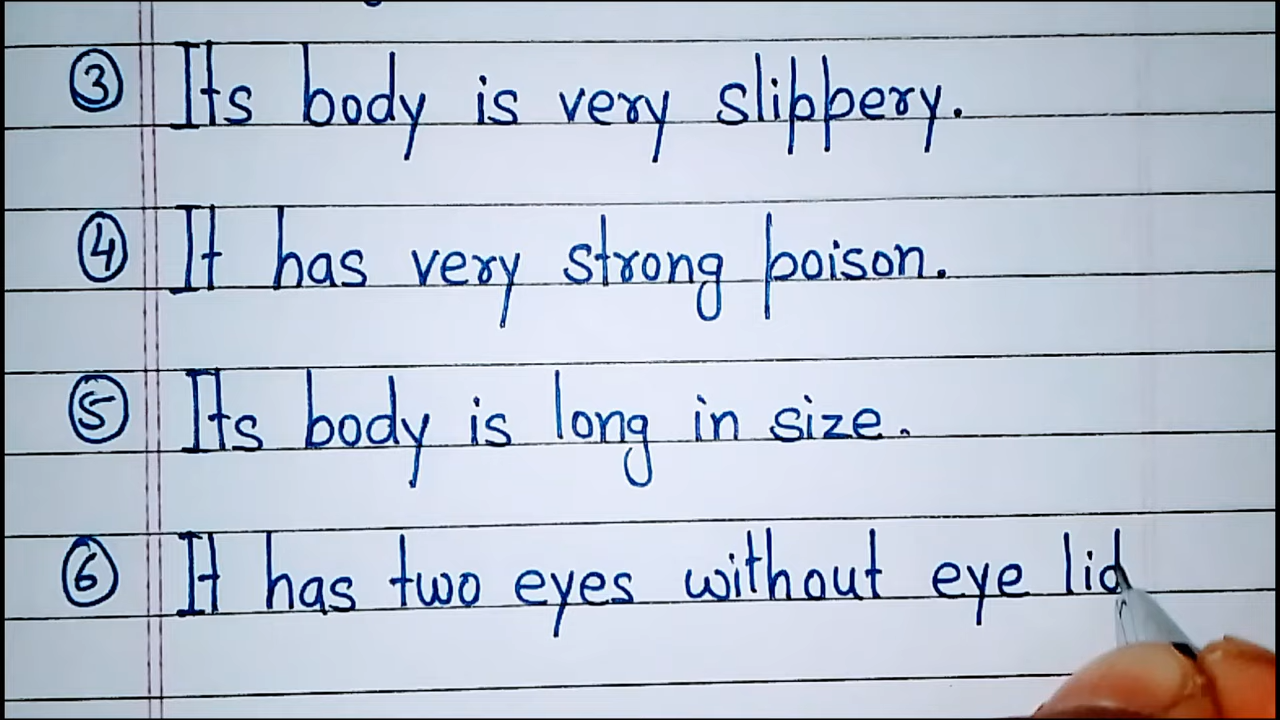 ③ Its body is very slippery.
④ It has very strong poison.
⑤ Its body is long in size.
⑥ It has two eyes without eye lid